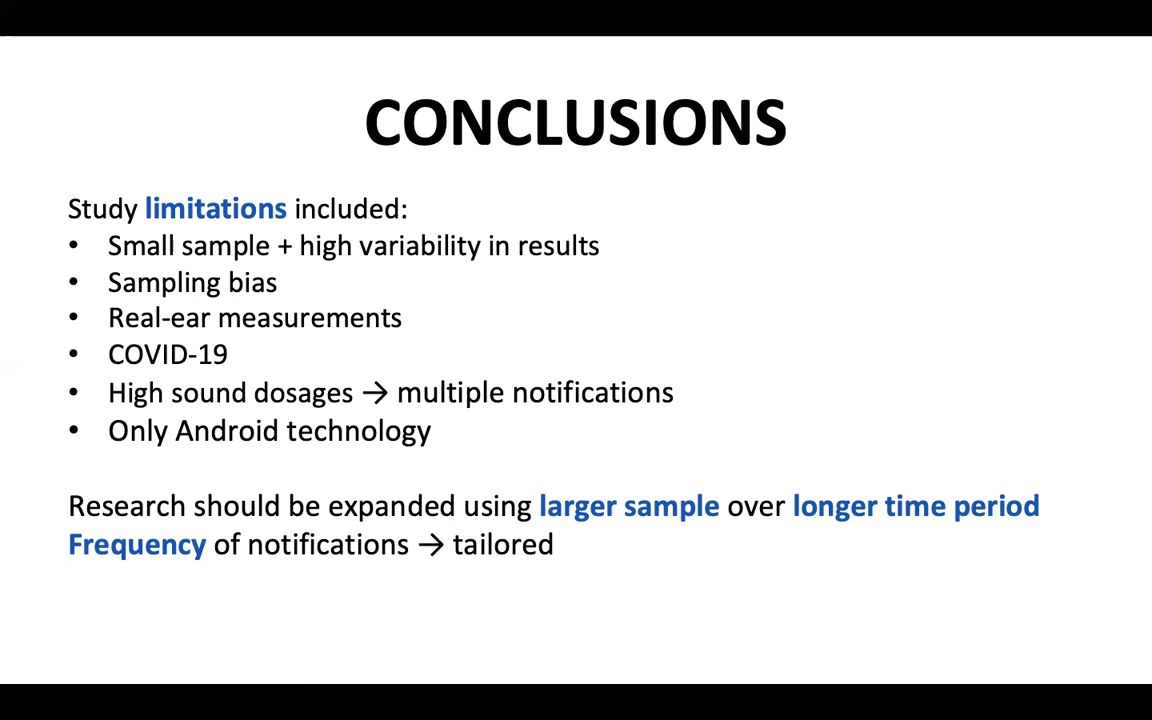 CONCLUSIONS
Study limitations included:
• Small sample + high variability in results
• Sampling bias
• Real-ear measurements
• COVID-19
• High sound dosages → multiple notifications
• Only Android technology
Research should be expanded using larger sample over longer time period
Frequency of notifications → tailored